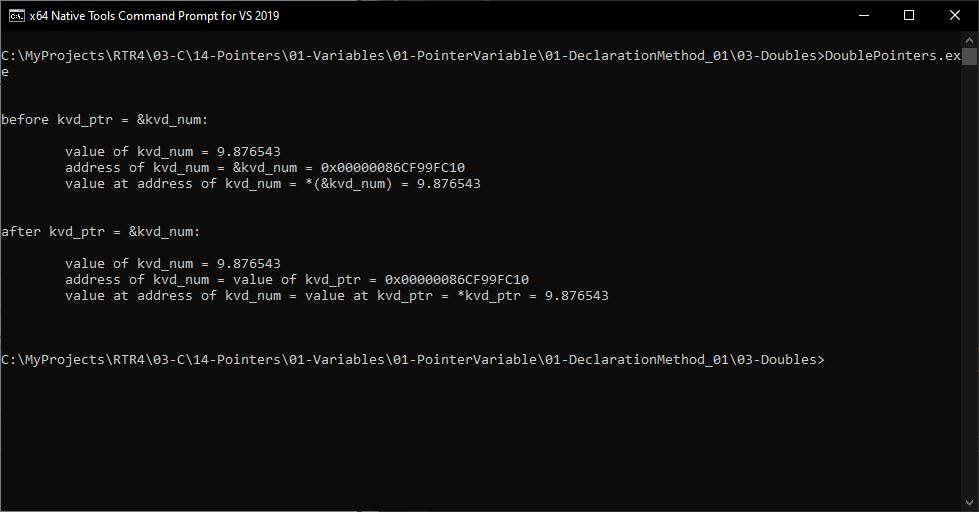 x64 Native Tools Command Prompt for VS 2019
C:\MyProjects\RTR4\03-C\14-Pointers\01-Variables\01-PointerVariable\01-DeclarationMethod_01\03-Doubles>DoublePointers.ex
e
before kvd_ptr = &kvd_num:
value of kvd_num = 9.876543
address of kvd_num = &kvd_num = 0x00000086CF99FC10
value at address of kvd_num = *(&kvd_num) = 9.876543
after kvd_ptr = &kvd_num:
value of kvd_num = 9.876543
address of kvd_num = value of kvd_ptr = 0x00000086CF99FC10
value at address of kvd_num = value at kvd_ptr = *kvd_ptr = 9.876543
C:\MyProjects\RTR4\03-C\14-Pointers\01-Variables\01-PointerVariable\01-DeclarationMethod_01\03-Doubles>